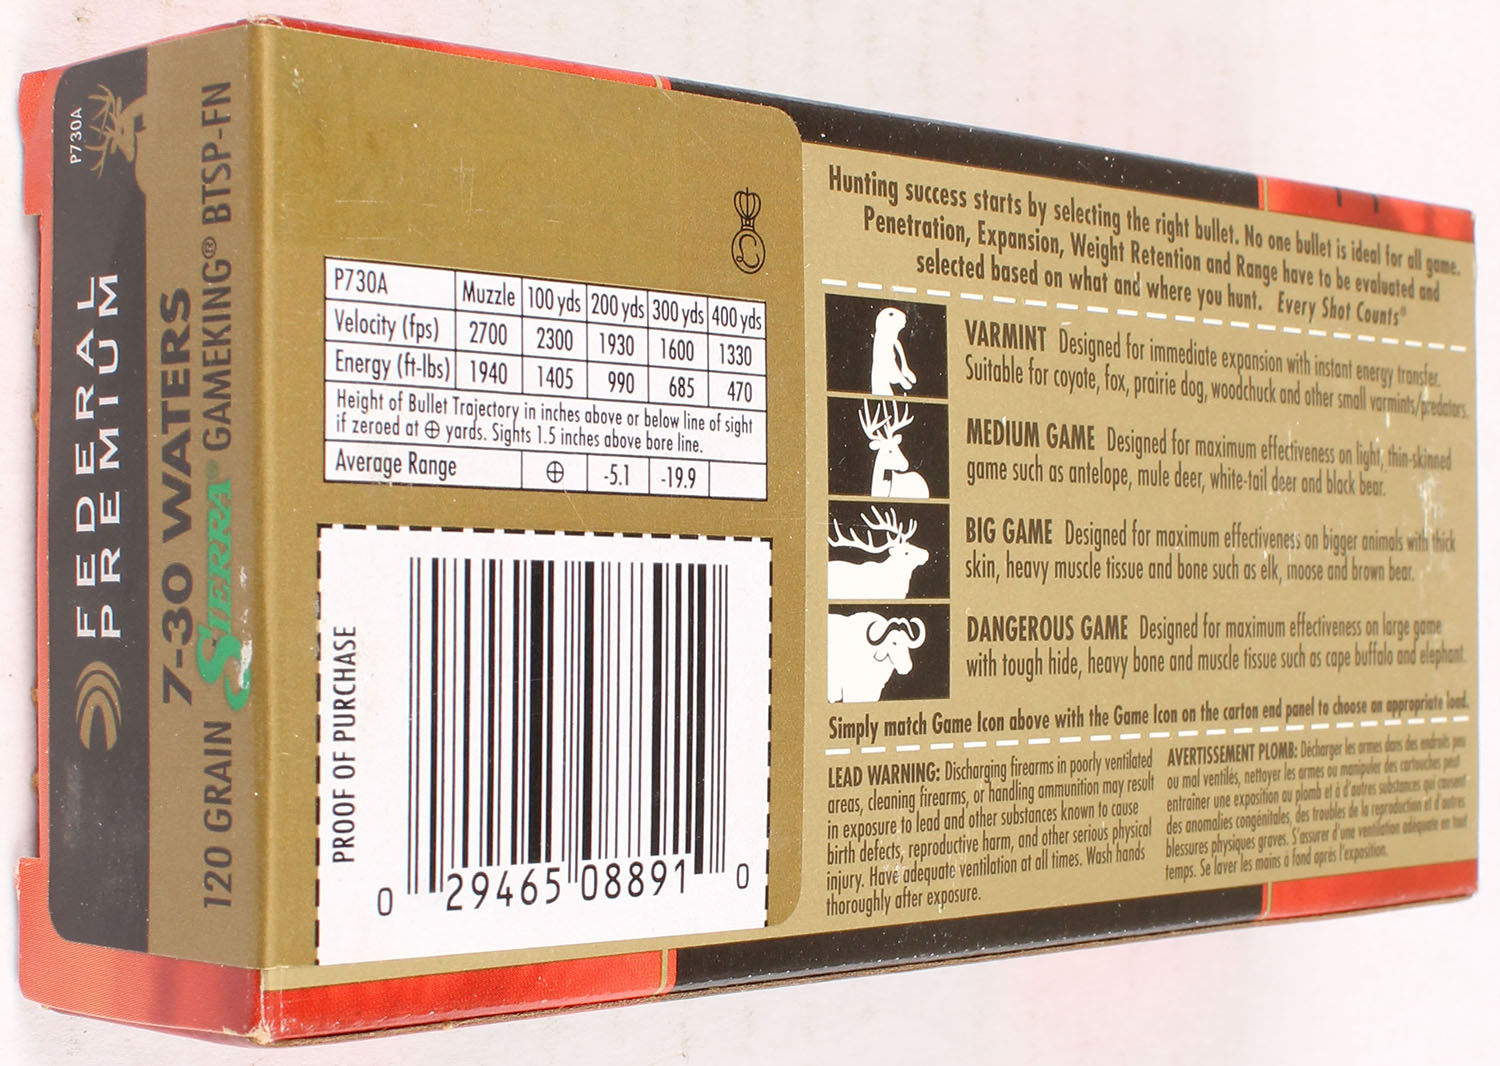 P730A
FEDERAL
PREMIUM
7-30 WATERS
120 GRAIN SIERRA® GAMEKING® BTSP-FN
P730A Muzzle 100 yds 200 yds 300 yds 400 yds
Velocity (fps) 2700 2300 1930 1600 1330
Energy (ft-lbs) 1940 1405 990 685 470
Height of Bullet Trajectory in inches above or below line of sight
if zeroed at ⊕ yards. Sights 1.5 inches above bore line.
Average Range ⊕ -5.1 -19.9
PROOF OF PURCHASE
0 29465 08891 0
Hunting success starts by selecting the right bullet. No one bullet is ideal for all game.
Penetration, Expansion, Weight Retention and Range have to be evaluated and
selected based on what and where you hunt. Every Shot Counts®
VARMINT Designed for immediate expansion with instant energy transfer.
Suitable for coyote, fox, prairie dog, woodchuck and other small varmints/predators.
MEDIUM GAME Designed for maximum effectiveness on light, thin-skinned
game such as antelope, mule deer, white-tail deer and black bear.
BIG GAME Designed for maximum effectiveness on bigger animals with thick
skin, heavy muscle tissue and bone such as elk, moose and brown bear.
DANGEROUS GAME Designed for maximum effectiveness on large game
with tough hide, heavy bone and muscle tissue such as cape buffalo and elephant.
Simply match Game Icon above with the Game Icon on the carton end panel to choose an appropriate load.
LEAD WARNING: Discharging firearms in poorly ventilated
areas, cleaning firearms, or handling ammunition may result
in exposure to lead and other substances known to cause
birth defects, reproductive harm, and other serious physical
injury. Have adequate ventilation at all times. Wash hands
thoroughly after exposure.
AVERTISSEMENT PLOMB: Décharger les armes dans des endroits peu
ou mal ventilés, nettoyer les armes ou manipuler des cartouches peut
entraîner une exposition au plomb et à d'autres substances qui causent
des anomalies congénitales, des troubles de la reproduction et d'autres
blessures physiques graves. S'assurer d'une ventilation adéquate en tout
temps. Se laver les mains à fond après l'exposition.